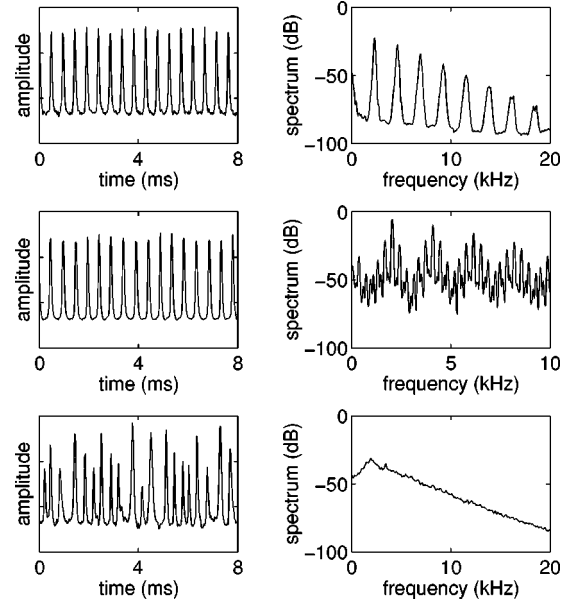 amplitude
0 4 8
time (ms)
spectrum (dB)
0
−50
−100
0 10 20
frequency (kHz)
amplitude
0 4 8
time (ms)
spectrum (dB)
0
−50
−100
0 5 10
frequency (kHz)
amplitude
0 4 8
time (ms)
spectrum (dB)
0
−50
−100
0 10 20
frequency (kHz)